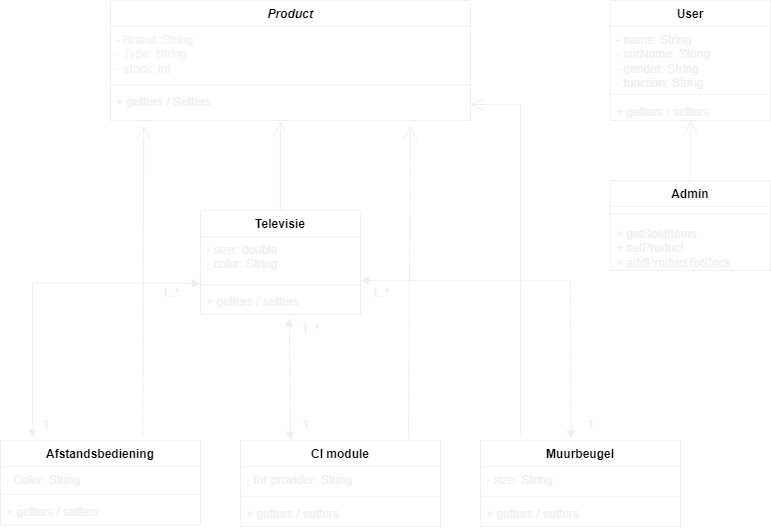 Product
- Brand: String
- Type: String
- stock: int
+ getters / Setters
User
- name: String
- surName: String
- gender: String
- function: String
+ getters / setters
Admin
+ getSoldItems
+ setProduct
+ addProductToStock
Televisie
- size: double
- color: String
+ getters / setters
1..*
1..*
1..*
1
1
1
Afstandsbediening
- Color: String
+ getters / setters
CI module
- for provider: String
+ getters / setters
Muurbeugel
- size: String
+ getters / setters